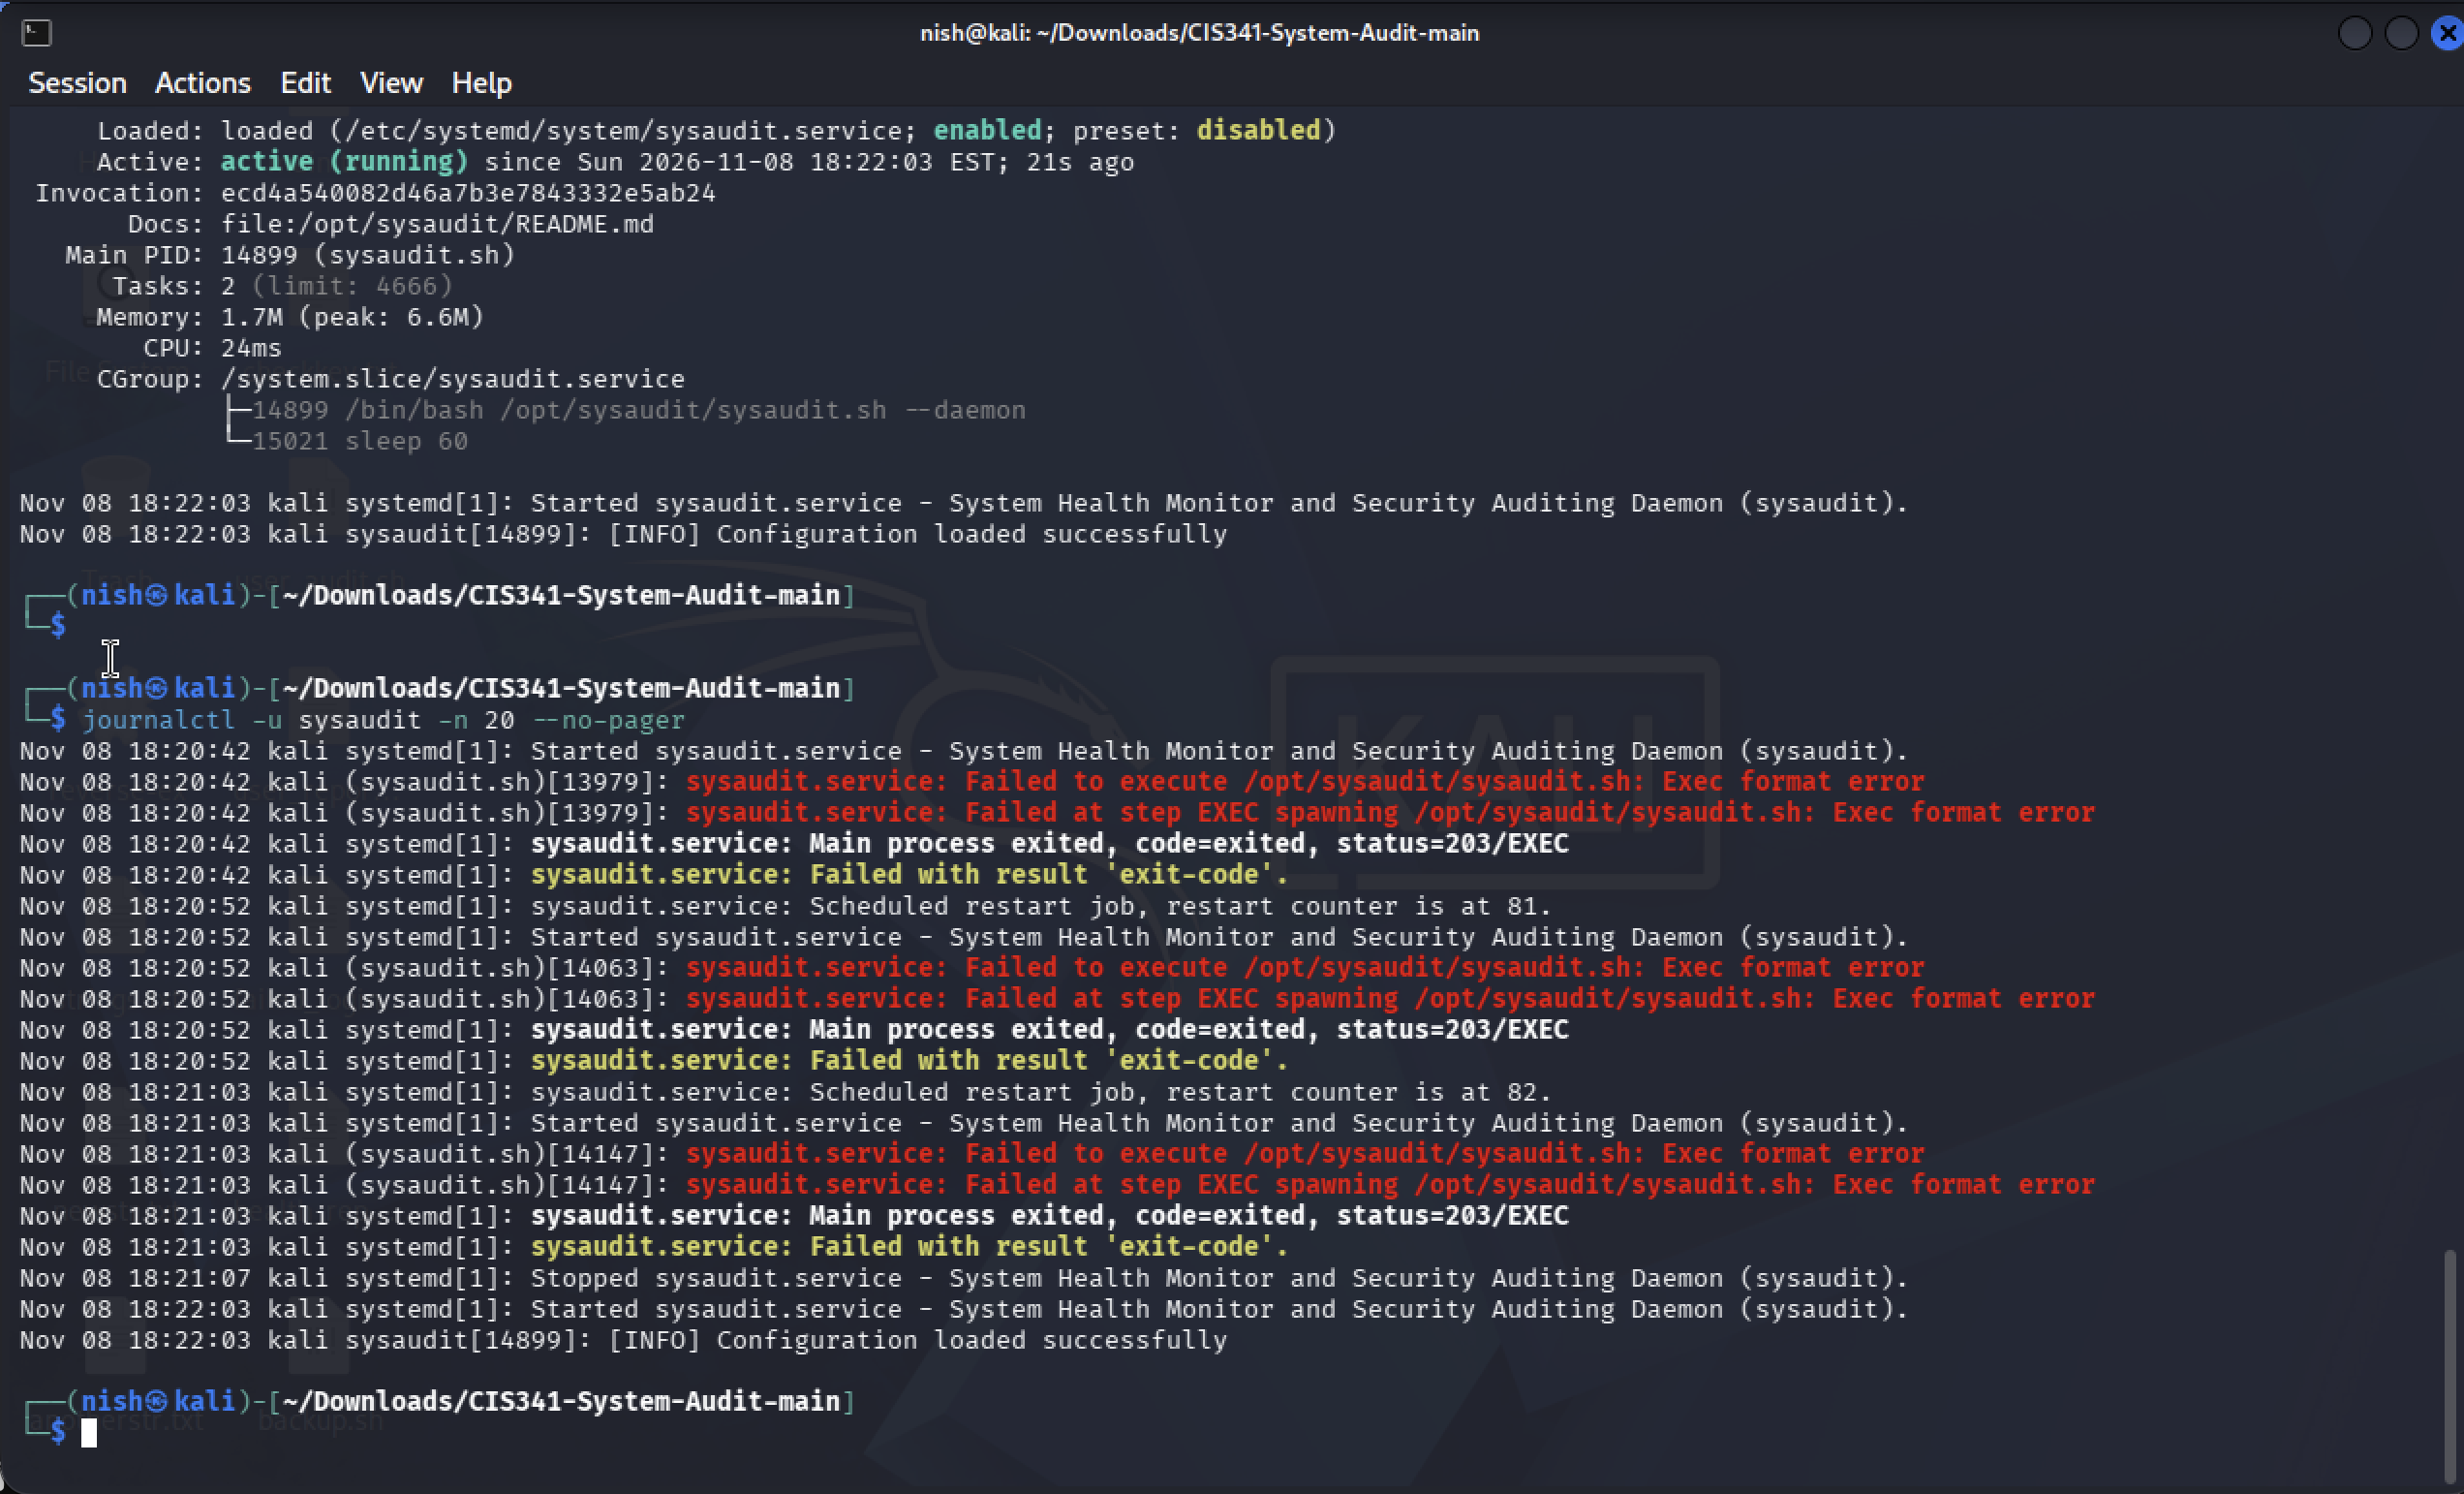 nish@kali: ~/Downloads/CIS341-System-Audit-main
Session Actions Edit View Help
Loaded: loaded (/etc/systemd/system/sysaudit.service; enabled; preset: disabled)
Active: active (running) since Sun 2026-11-08 18:22:03 EST; 21s ago
Invocation: ecd4a540082d46a7b3e7843332e5ab24
Docs: file:/opt/sysaudit/README.md
Main PID: 14899 (sysaudit.sh)
Tasks: 2 (limit: 4666)
Memory: 1.7M (peak: 6.6M)
CPU: 24ms
CGroup: /system.slice/sysaudit.service
├─14899 /bin/bash /opt/sysaudit/sysaudit.sh --daemon
└─15021 sleep 60
Nov 08 18:22:03 kali systemd[1]: Started sysaudit.service - System Health Monitor and Security Auditing Daemon (sysaudit).
Nov 08 18:22:03 kali sysaudit[14899]: [INFO] Configuration loaded successfully
┌──(nish㉿kali)-[~/Downloads/CIS341-System-Audit-main]
└─$
┌──(nish㉿kali)-[~/Downloads/CIS341-System-Audit-main]
└─$ journalctl -u sysaudit -n 20 --no-pager
Nov 08 18:20:42 kali systemd[1]: Started sysaudit.service - System Health Monitor and Security Auditing Daemon (sysaudit).
Nov 08 18:20:42 kali (sysaudit.sh)[13979]: sysaudit.service: Failed to execute /opt/sysaudit/sysaudit.sh: Exec format error
Nov 08 18:20:42 kali (sysaudit.sh)[13979]: sysaudit.service: Failed at step EXEC spawning /opt/sysaudit/sysaudit.sh: Exec format error
Nov 08 18:20:42 kali systemd[1]: sysaudit.service: Main process exited, code=exited, status=203/EXEC
Nov 08 18:20:42 kali systemd[1]: sysaudit.service: Failed with result 'exit-code'.
Nov 08 18:20:52 kali systemd[1]: sysaudit.service: Scheduled restart job, restart counter is at 81.
Nov 08 18:20:52 kali systemd[1]: Started sysaudit.service - System Health Monitor and Security Auditing Daemon (sysaudit).
Nov 08 18:20:52 kali (sysaudit.sh)[14063]: sysaudit.service: Failed to execute /opt/sysaudit/sysaudit.sh: Exec format error
Nov 08 18:20:52 kali (sysaudit.sh)[14063]: sysaudit.service: Failed at step EXEC spawning /opt/sysaudit/sysaudit.sh: Exec format error
Nov 08 18:20:52 kali systemd[1]: sysaudit.service: Main process exited, code=exited, status=203/EXEC
Nov 08 18:20:52 kali systemd[1]: sysaudit.service: Failed with result 'exit-code'.
Nov 08 18:21:03 kali systemd[1]: sysaudit.service: Scheduled restart job, restart counter is at 82.
Nov 08 18:21:03 kali systemd[1]: Started sysaudit.service - System Health Monitor and Security Auditing Daemon (sysaudit).
Nov 08 18:21:03 kali (sysaudit.sh)[14147]: sysaudit.service: Failed to execute /opt/sysaudit/sysaudit.sh: Exec format error
Nov 08 18:21:03 kali (sysaudit.sh)[14147]: sysaudit.service: Failed at step EXEC spawning /opt/sysaudit/sysaudit.sh: Exec format error
Nov 08 18:21:03 kali systemd[1]: sysaudit.service: Main process exited, code=exited, status=203/EXEC
Nov 08 18:21:03 kali systemd[1]: sysaudit.service: Failed with result 'exit-code'.
Nov 08 18:21:07 kali systemd[1]: Stopped sysaudit.service - System Health Monitor and Security Auditing Daemon (sysaudit).
Nov 08 18:22:03 kali systemd[1]: Started sysaudit.service - System Health Monitor and Security Auditing Daemon (sysaudit).
Nov 08 18:22:03 kali sysaudit[14899]: [INFO] Configuration loaded successfully
┌──(nish㉿kali)-[~/Downloads/CIS341-System-Audit-main]
└─$
backup.sh
KALI